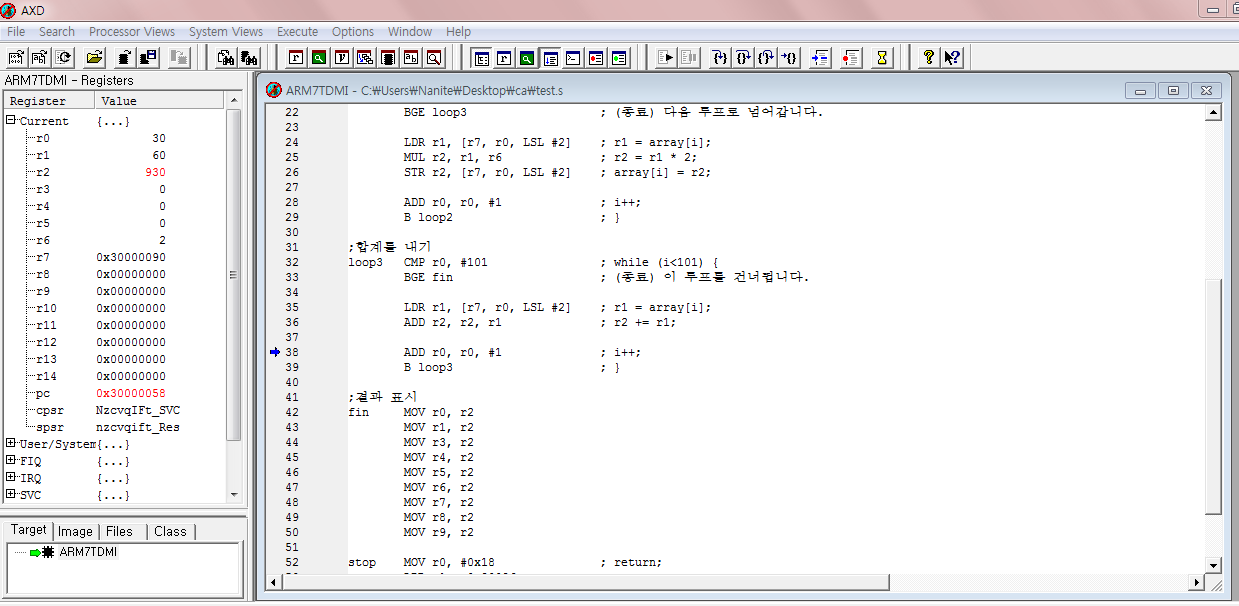 AXD
File Search Processor Views System Views Execute Options Window Help
ARM7TDMI - Registers
Register Value
Current {...}
r0 30
r1 60
r2 930
r3 0
r4 0
r5 0
r6 2
r7 0x30000090
r8 0x00000000
r9 0x00000000
r10 0x00000000
r11 0x00000000
r12 0x00000000
r13 0x00000000
r14 0x00000000
pc 0x30000058
cpsr NzcvqIFt_SVC
spsr nzcvqift_Res
User/System{...}
FIQ {...}
IRQ {...}
SVC {...}
Target Image Files Class
ARM7TDMI
ARM7TDMI - C:₩Users₩Nanite₩Desktop₩ca₩test.s
22 BGE loop3 ; (종료) 다음 루프로 넘어갑니다.
23
24 LDR r1, [r7, r0, LSL #2] ; r1 = array[i];
25 MUL r2, r1, r6 ; r2 = r1 * 2;
26 STR r2, [r7, r0, LSL #2] ; array[i] = r2;
27
28 ADD r0, r0, #1 ; i++;
29 B loop2 ; }
30
31 ;합계를 내기
32 loop3 CMP r0, #101 ; while (i<101) {
33 BGE fin ; (종료) 이 루프를 건너뜁니다.
34
35 LDR r1, [r7, r0, LSL #2] ; r1 = array[i];
36 ADD r2, r2, r1 ; r2 += r1;
37
38 ADD r0, r0, #1 ; i++;
39 B loop3 ; }
40
41 ;결과 표시
42 fin MOV r0, r2
43 MOV r1, r2
44 MOV r3, r2
45 MOV r4, r2
46 MOV r5, r2
47 MOV r6, r2
48 MOV r7, r2
49 MOV r8, r2
50 MOV r9, r2
51
52 stop MOV r0, #0x18 ; return;